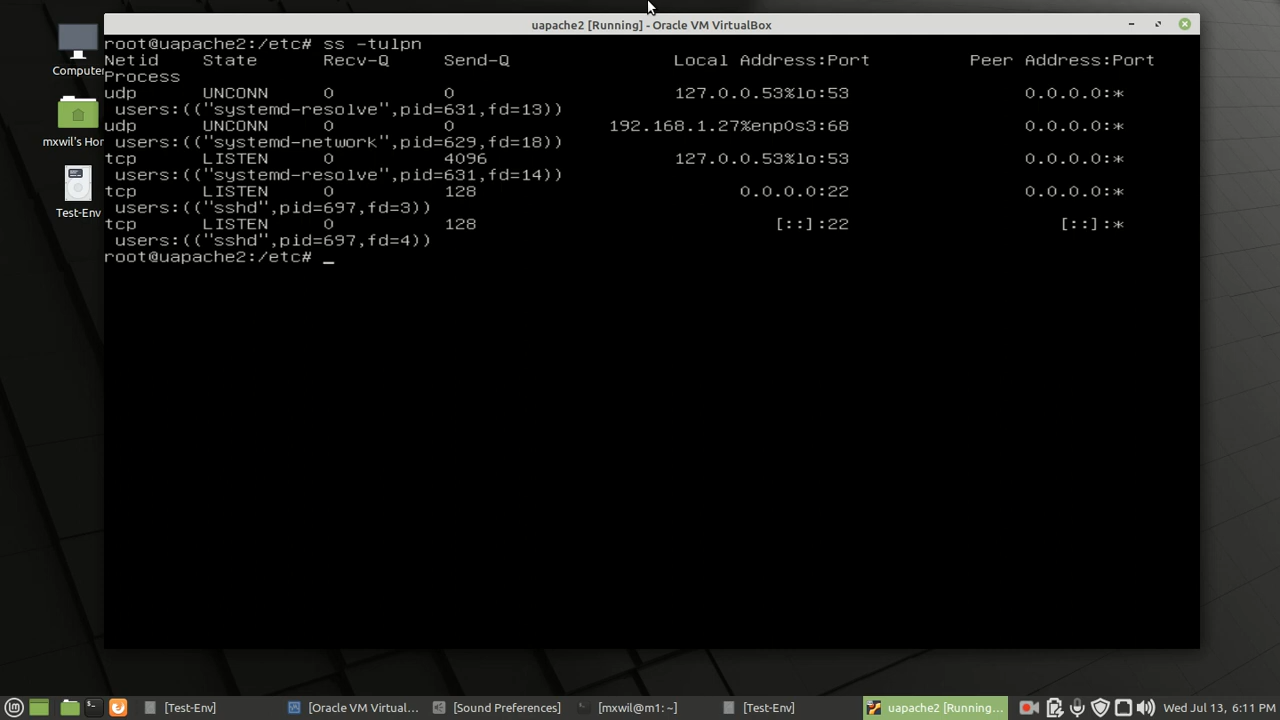 uapache2 [Running] - Oracle VM VirtualBox
Computer
mxwil's Hor
Test-Env
root@uapache2:/etc# ss -tulpn
Netid State Recv-Q Send-Q Local Address:Port Peer Address:Port
Process
udp UNCONN 0 0 127.0.0.53%lo:53 0.0.0.0:*
users:(("systemd-resolve",pid=631,fd=13))
udp UNCONN 0 0 192.168.1.27%enp0s3:68 0.0.0.0:*
users:(("systemd-network",pid=629,fd=18))
tcp LISTEN 0 4096 127.0.0.53%lo:53 0.0.0.0:*
users:(("systemd-resolve",pid=631,fd=14))
tcp LISTEN 0 128 0.0.0.0:22 0.0.0.0:*
users:(("sshd",pid=697,fd=3))
tcp LISTEN 0 128 [::]:22 [::]:*
users:(("sshd",pid=697,fd=4))
root@uapache2:/etc# _
[Test-Env]
[Oracle VM Virtual...
[Sound Preferences]
[mxwil@m1: ~]
[Test-Env]
uapache2 [Running...
Wed Jul 13, 6:11 PM